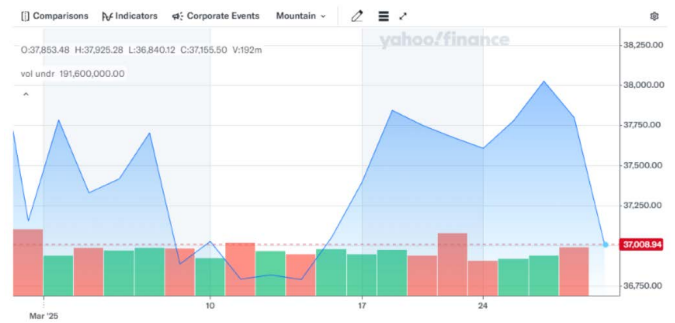 Comparisons Indicators Corporate Events Mountain
yahoo!finance
O:37,853.48 H:37,925.28 L:36,840.12 C:37,155.50 V:192m
vol undr 191,600,000.00
38,250.00
38,000.00
37,750.00
37,500.00
37,250.00
37,008.94
36,750.00
10 17 24
Mar '25